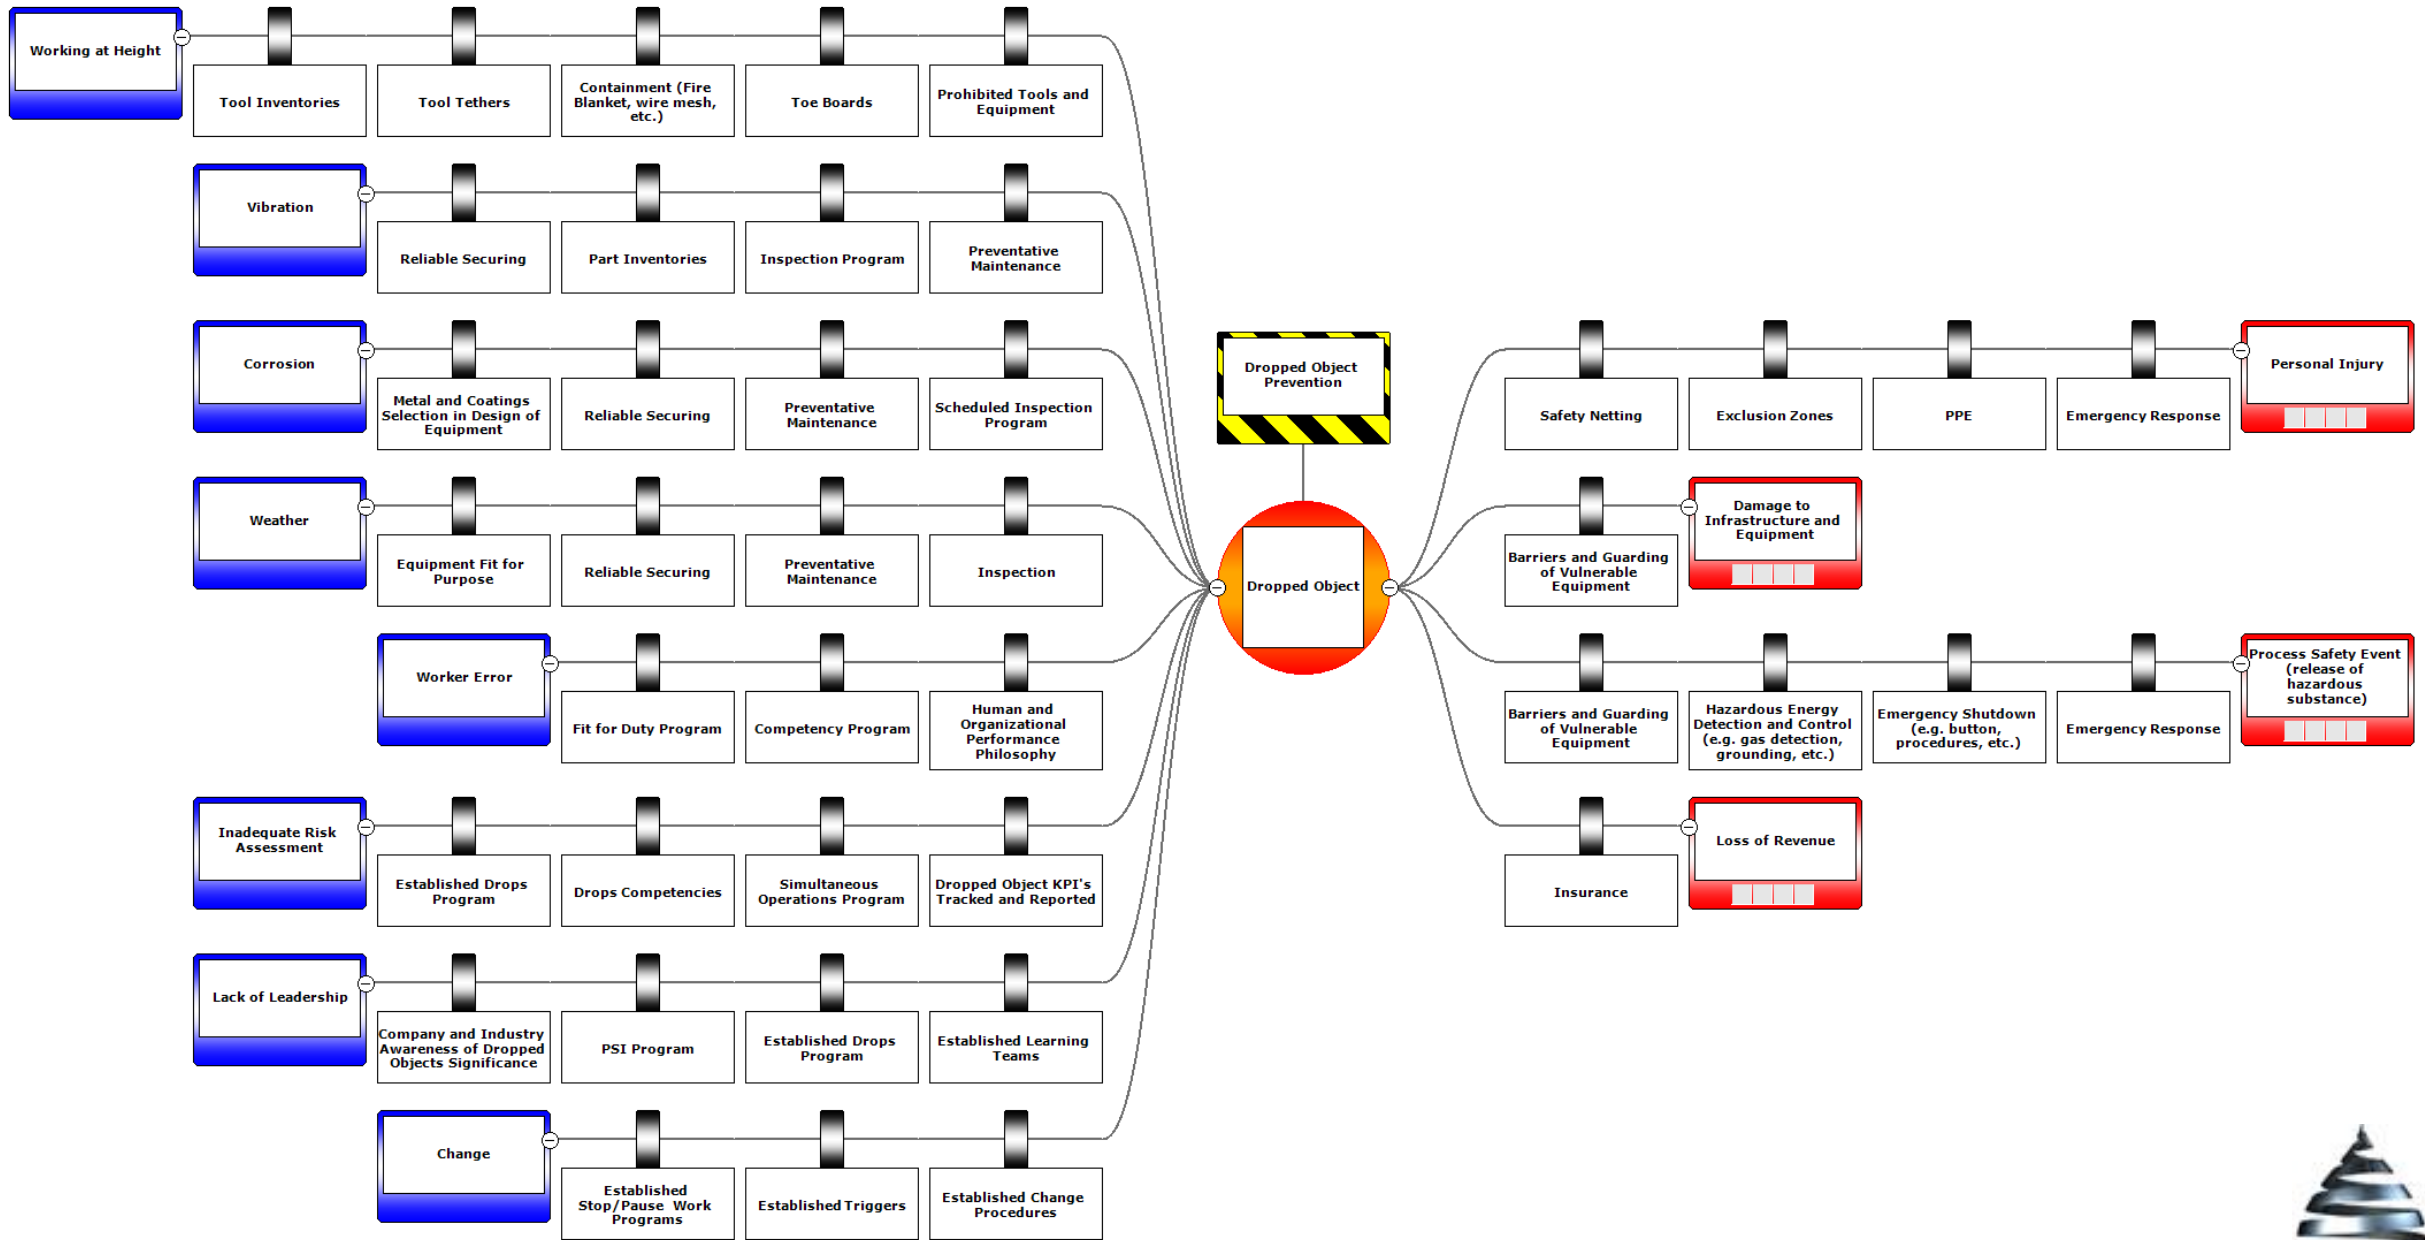 Working at Height
Tool Inventories
Tool Tethers
Containment (Fire
Blanket, wire mesh,
etc.)
Toe Boards
Prohibited Tools and
Equipment
Vibration
Reliable Securing
Part Inventories
Inspection Program
Preventative
Maintenance
Corrosion
Metal and Coatings
Selection in Design of
Equipment
Reliable Securing
Preventative
Maintenance
Scheduled Inspection
Program
Weather
Equipment Fit for
Purpose
Reliable Securing
Preventative
Maintenance
Inspection
Worker Error
Fit for Duty Program
Competency Program
Human and
Organizational
Performance
Philosophy
Inadequate Risk
Assessment
Established Drops
Program
Drops Competencies
Simultaneous
Operations Program
Dropped Object KPI's
Tracked and Reported
Lack of Leadership
Company and Industry
Awareness of Dropped
Objects Significance
PSI Program
Established Drops
Program
Established Learning
Teams
Change
Established
Stop/Pause  Work
Programs
Established Triggers
Established Change
Procedures
Dropped Object
Prevention
Dropped Object
Safety Netting
Exclusion Zones
PPE
Emergency Response
Personal Injury
Barriers and Guarding
of Vulnerable
Equipment
Damage to
Infrastructure and
Equipment
Barriers and Guarding
of Vulnerable
Equipment
Hazardous Energy
Detection and Control
(e.g. gas detection,
grounding, etc.)
Emergency Shutdown
(e.g. button,
procedures, etc.)
Emergency Response
Process Safety Event
(release of
hazardous
substance)
Insurance
Loss of Revenue